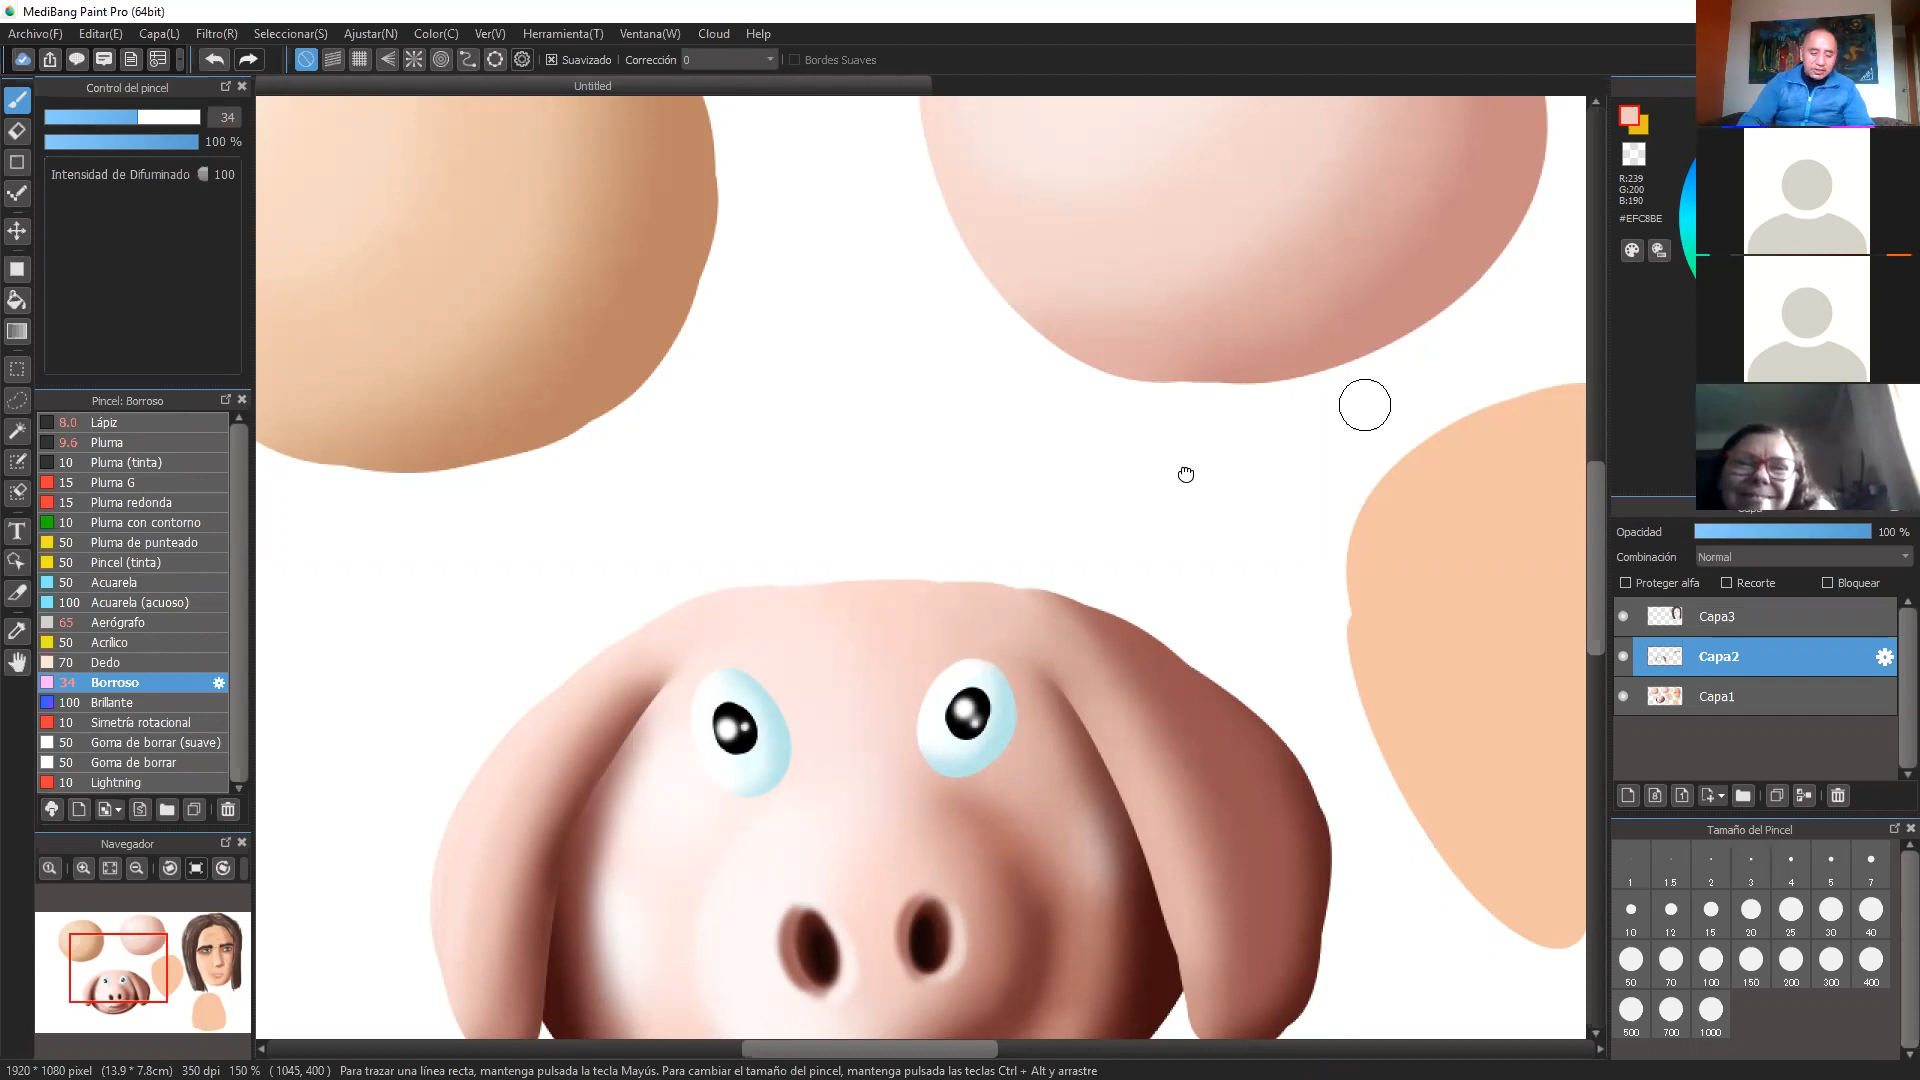 MediBang Paint Pro (64bit)
Archivo(F) Editar(E) Capa(L) Filtro(R) Seleccionar(S) Ajustar(N) Color(C) Ver(V) Herramienta(T) Ventana(W) Cloud Help
Suavizado Corrección 0 Bordes Suaves
Control del pincel
Untitled
34
100 %
Intensidad de Difuminado 100
Pincel: Borroso
8.0 Lápiz
9.6 Pluma
10 Pluma (tinta)
15 Pluma G
15 Pluma redonda
10 Pluma con contorno
50 Pluma de punteado
50 Pincel (tinta)
50 Acuarela
100 Acuarela (acuoso)
65 Aerógrafo
50 Acrílico
70 Dedo
34 Borroso
100 Brillante
10 Simetría rotacional
50 Goma de borrar (suave)
50 Goma de borrar
10 Lightning
Navegador
R:239
G:200
B:190
#EFC8BE
Opacidad 100 %
Combinación Normal
Proteger alfa Recorte Bloquear
Capa3
Capa2
Capa1
Tamaño del Pincel
1 1.5 2 3 4 5 7
10 12 15 20 25 30 40
50 70 100 150 200 300 400
500 700 1000
1920 * 1080 pixel (13.9 * 7.8cm) 350 dpi 150 % ( 1045, 400 ) Para trazar una línea recta, mantenga pulsada la tecla Mayús. Para cambiar el tamaño del pincel, mantenga pulsada las teclas Ctrl + Alt y arrastre